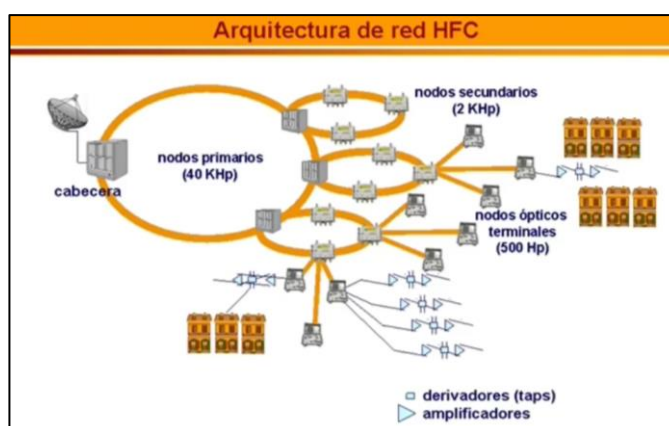 Arquitectura de red HFC
nodos secundarios
(2 KHp)
nodos primarios
(40 KHp)
cabecera
nodos ópticos
terminales
(500 Hp)
derivadores (taps)
amplificadores